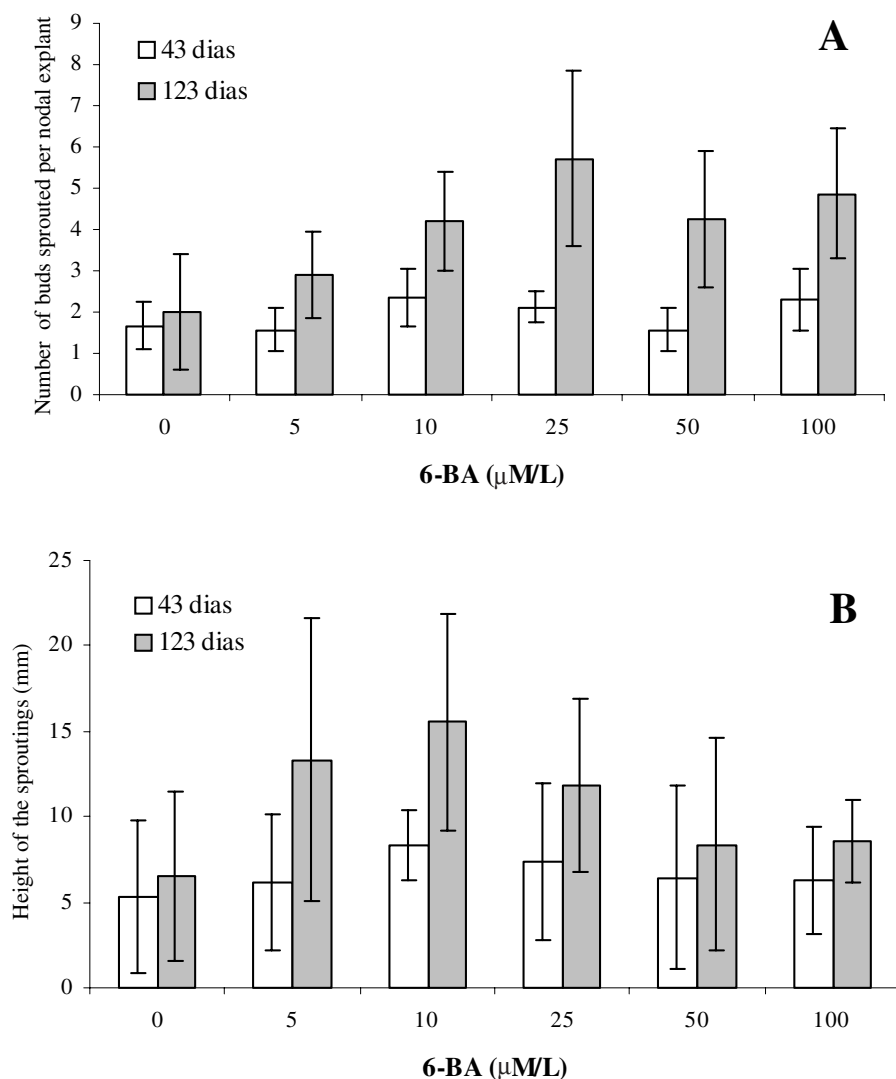 9
8
7
6
5
4
3
2
1
0
Number of buds sprouted per nodal explant
43 dias
123 dias
A
0 5 10 25 50 100
6-BA (μM/L)
25
20
15
10
5
0
Height of the sproutings (mm)
43 dias
123 dias
B
0 5 10 25 50 100
6-BA (μM/L)